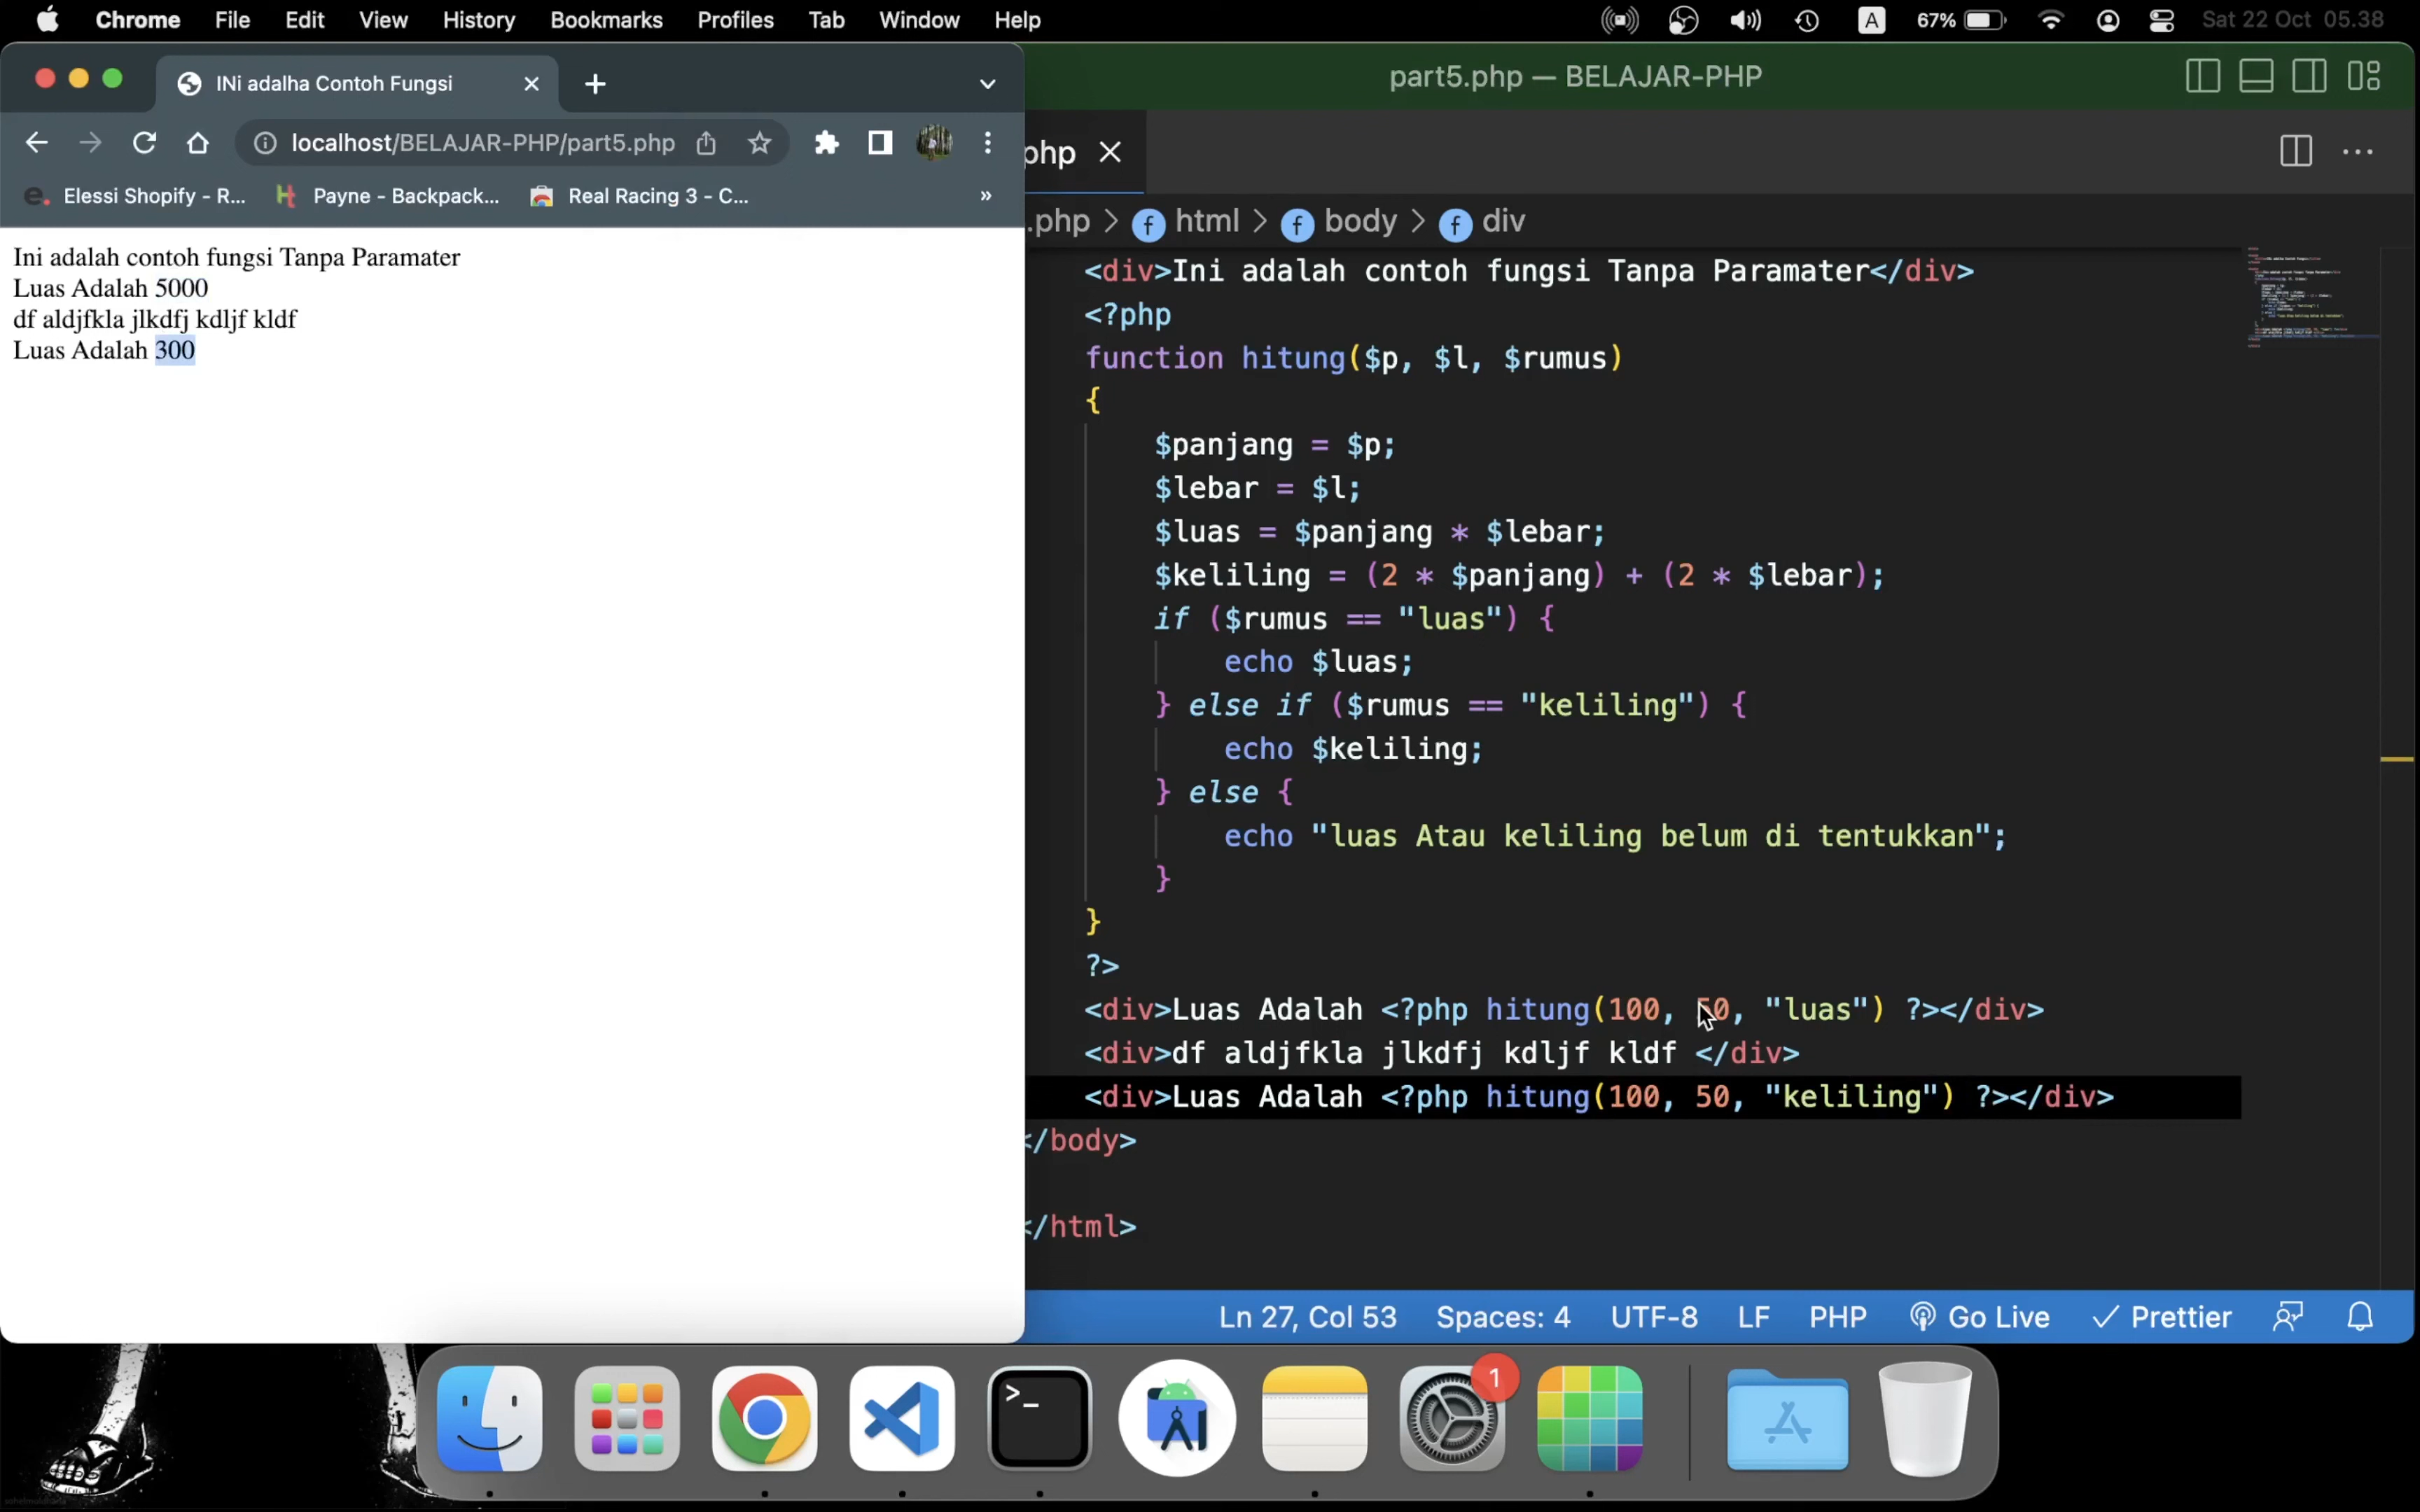 Chrome File Edit View History Bookmarks Profiles Tab Window Help A 67% Sat 22 Oct 05.38
INi adalha Contoh Fungsi
localhost/BELAJAR-PHP/part5.php
Elessi Shopify - R... Payne - Backpack... Real Racing 3 - C... »
Ini adalah contoh fungsi Tanpa Paramater
Luas Adalah 5000
df aldjfkla jlkdfj kdljf kldf
Luas Adalah 300
part5.php — BELAJAR-PHP
php
.php > html > body > div
<div>Ini adalah contoh fungsi Tanpa Paramater</div>
<?php
function hitung($p, $l, $rumus)
{
$panjang = $p;
$lebar = $l;
$luas = $panjang * $lebar;
$keliling = (2 * $panjang) + (2 * $lebar);
if ($rumus == "luas") {
echo $luas;
} else if ($rumus == "keliling") {
echo $keliling;
} else {
echo "luas Atau keliling belum di tentukkan";
}
}
?>
<div>Luas Adalah <?php hitung(100, 50, "luas") ?></div>
<div>df aldjfkla jlkdfj kdljf kldf </div>
<div>Luas Adalah <?php hitung(100, 50, "keliling") ?></div>
</body>
</html>
Ln 27, Col 53 Spaces: 4 UTF-8 LF PHP Go Live Prettier
1